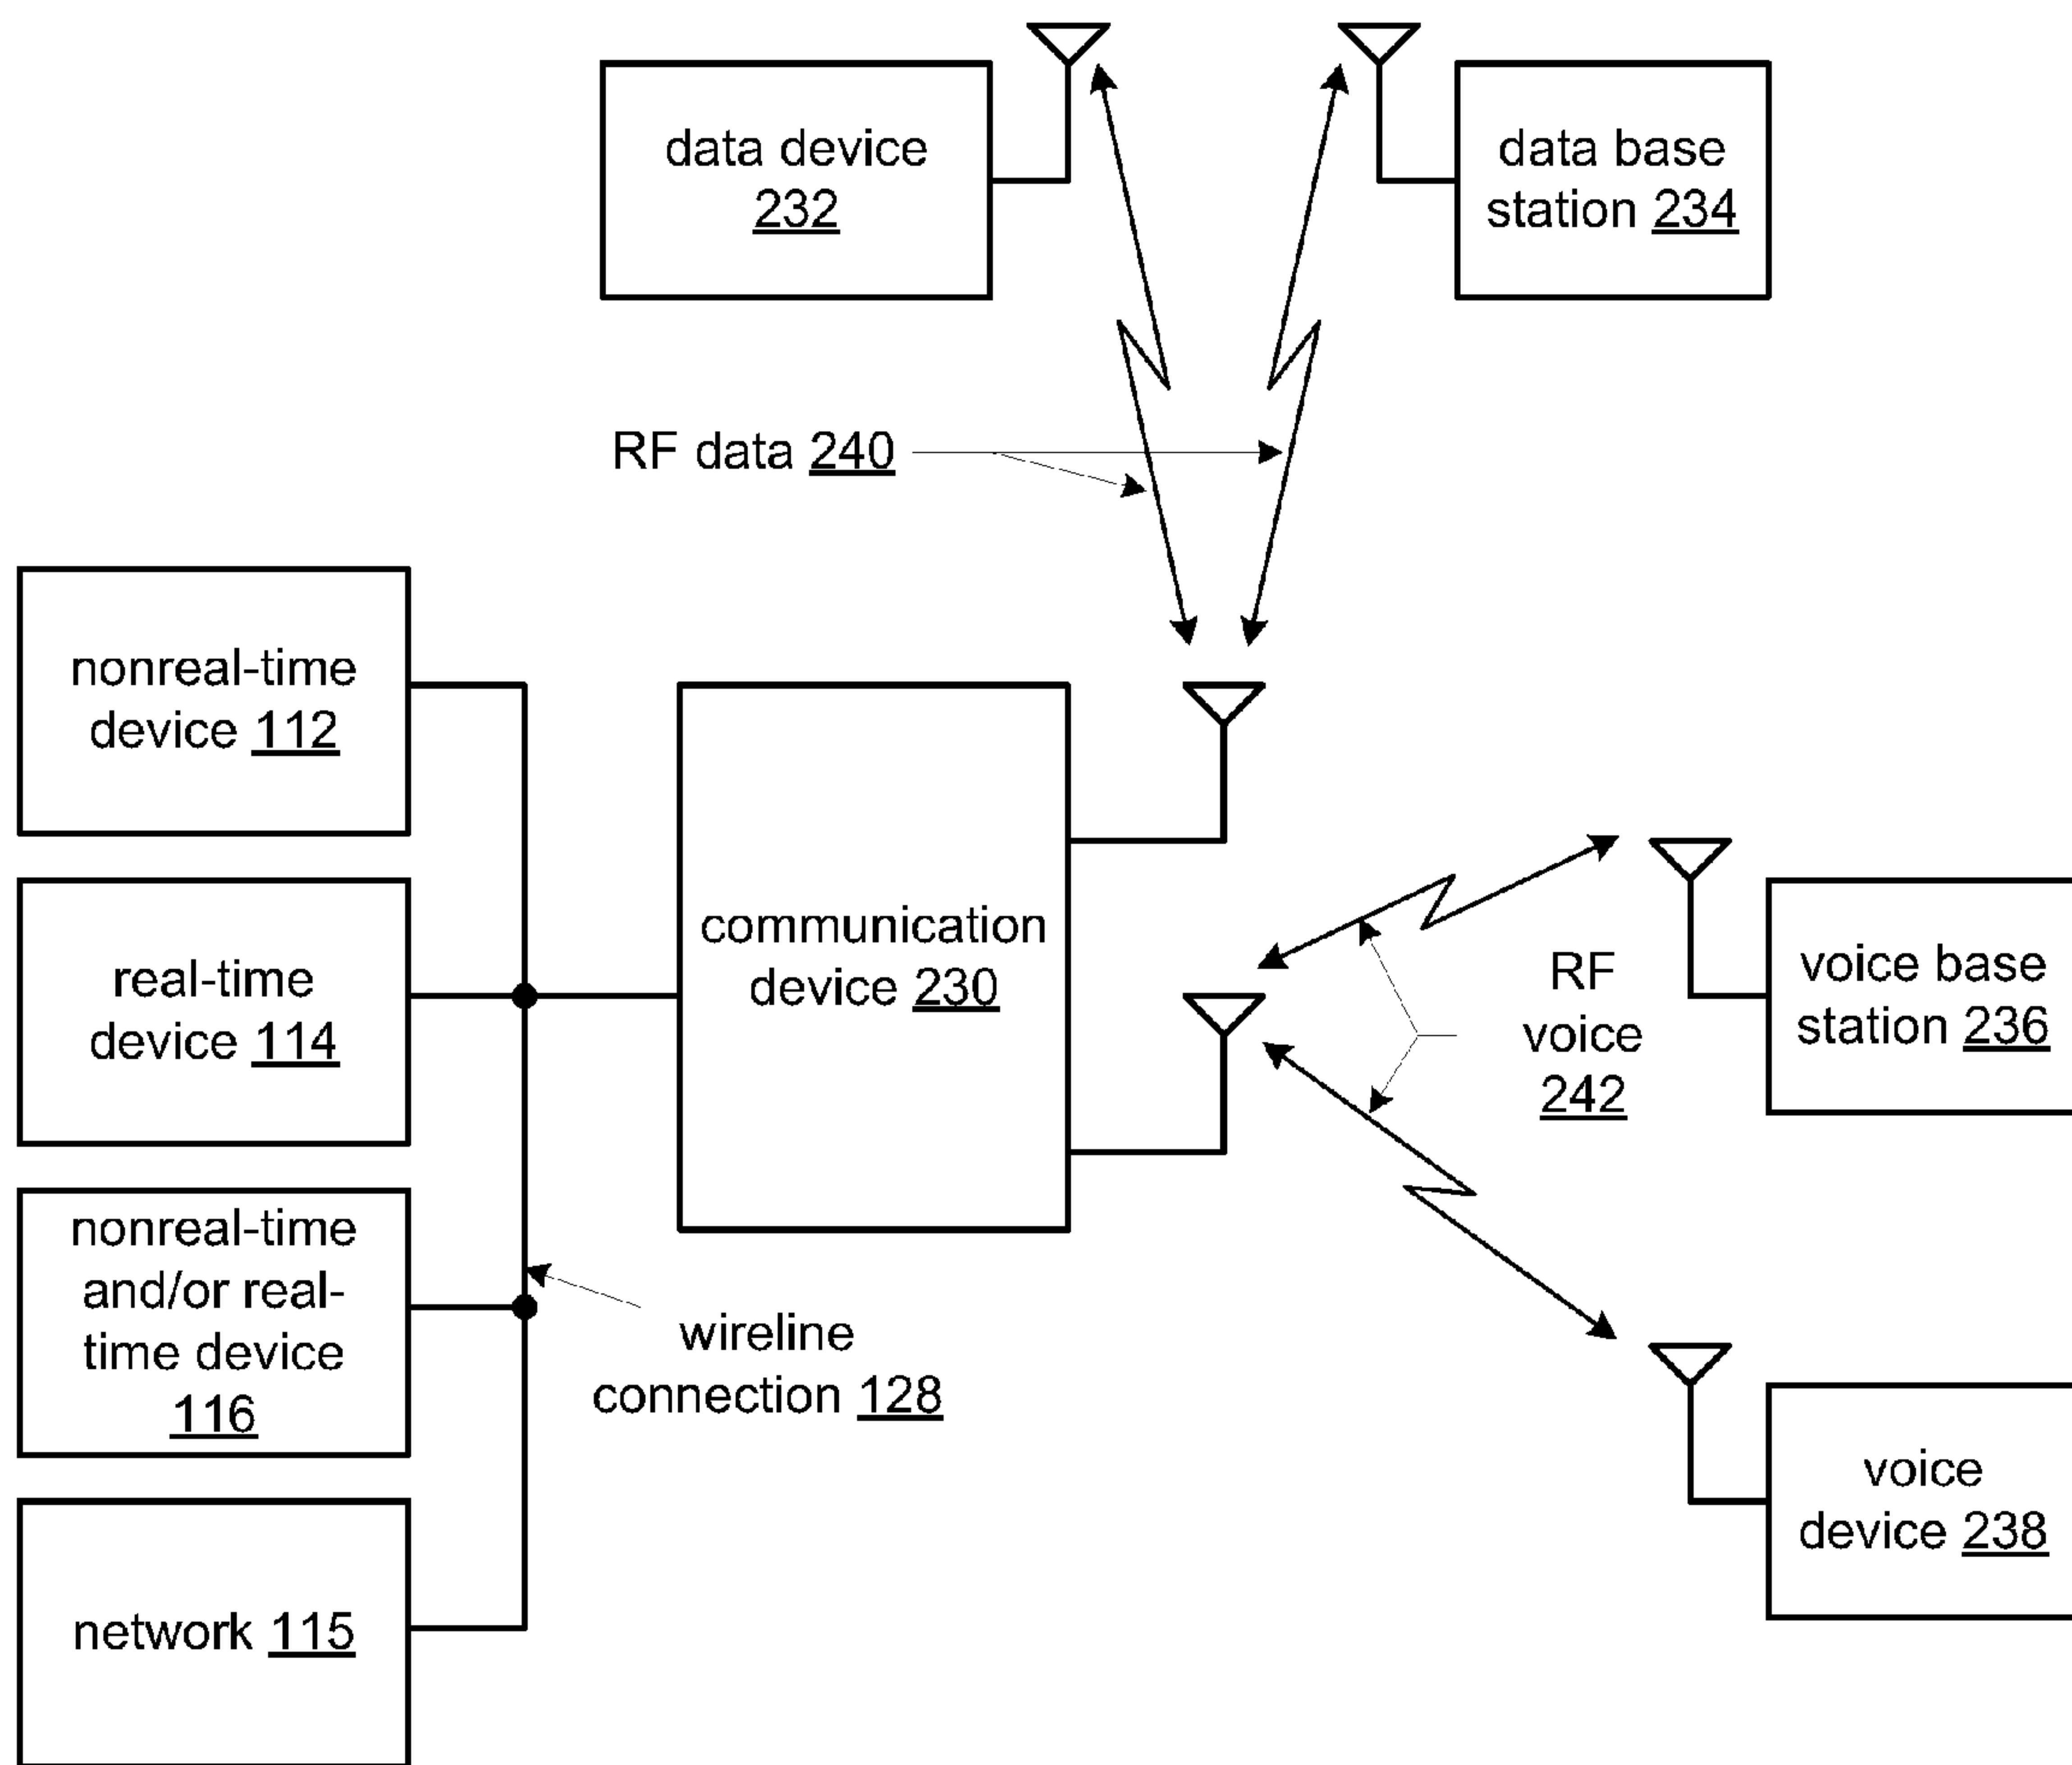 data device
232
data base
station 234
RF data 240
nonreal-time
device 112
real-time
device 114
nonreal-time
and/or real-
time device
116
network 115
communication
device 230
wireline
connection 128
RF
voice
242
voice base
station 236
voice
device 238